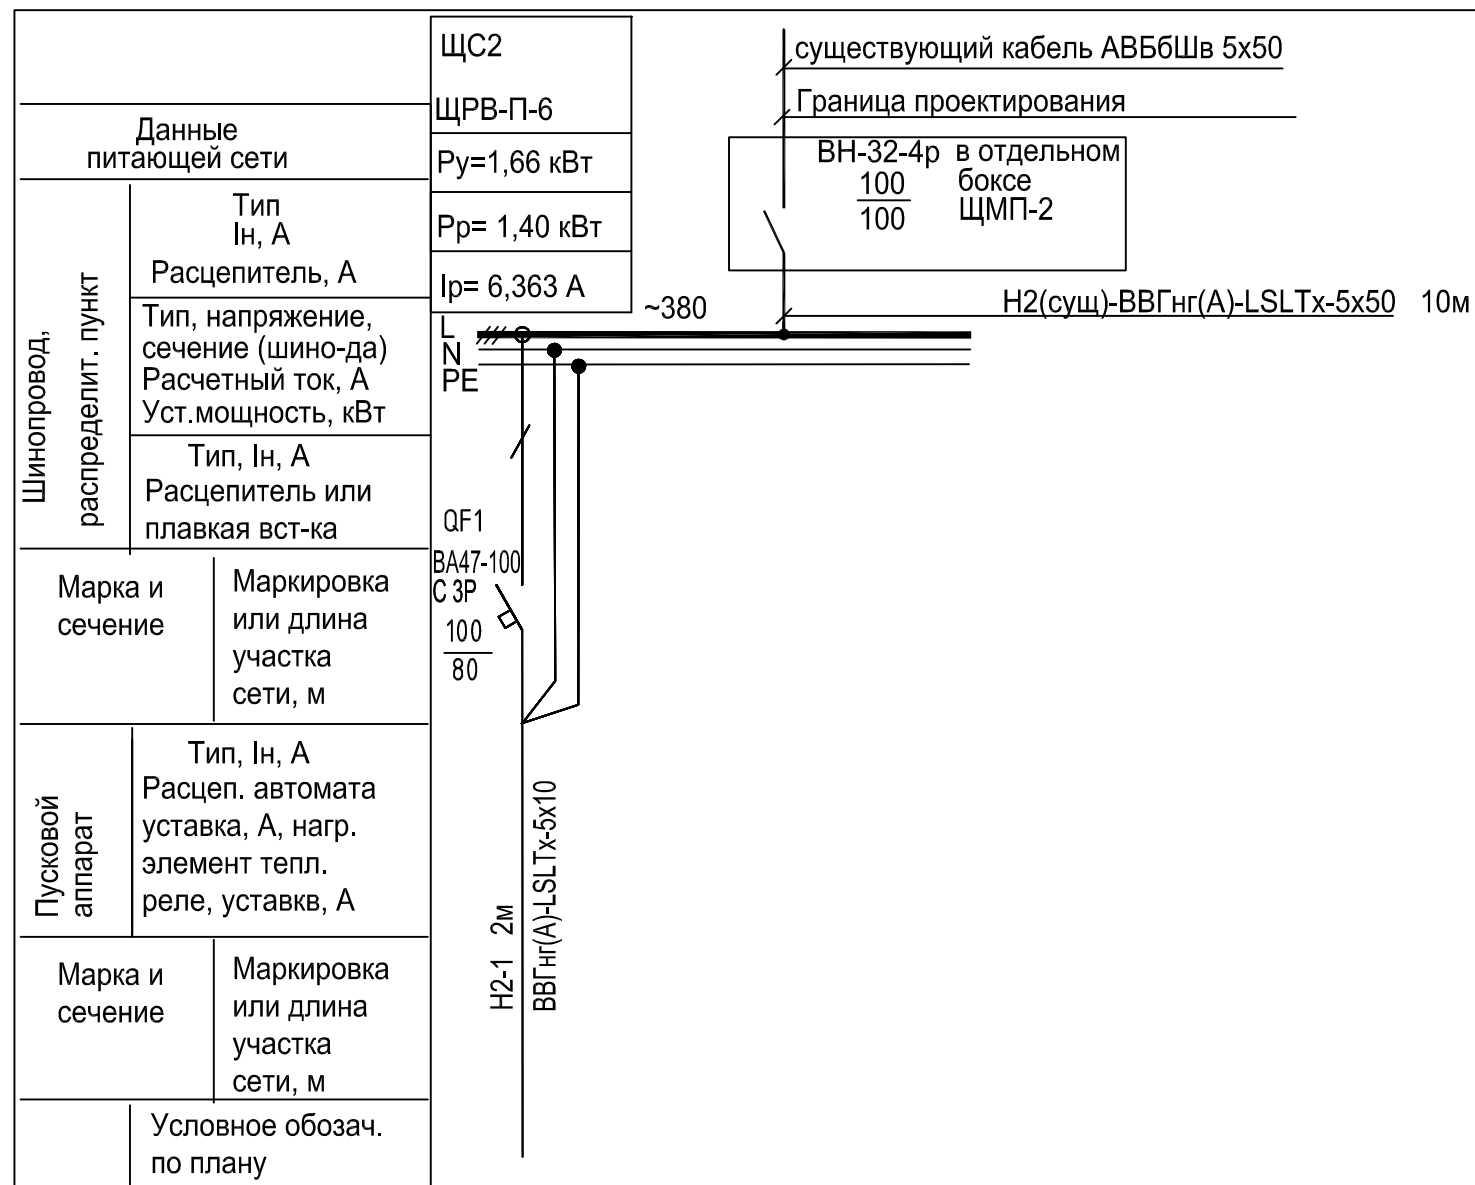 ЩС2
ЩРВ-П-6
Ру=1,66 кВт
Рр= 1,40 кВт
Iр= 6,363 А
существующий кабель АВБбШв 5х50
Граница проектирования
ВН-32-4р в отдельном
100 боксе
100 ЩМП-2
~380
Н2(сущ)-ВВГнг(А)-LSLTх-5х50 10м
L
N
PE
Данные
питающей сети
Шинопровод,
распределит. пункт
Тип
Iн, А
Расцепитель, А
Тип, напряжение,
сечение (шино-да)
Расчетный ток, А
Уст.мощность, кВт
Тип, Iн, А
Расцепитель или
плавкая вст-ка
QF1
ВА47-100
С 3Р
100
80
Марка и
сечение
Маркировка
или длина
участка
сети, м
Пусковой
аппарат
Тип, Iн, А
Расцеп. автомата
уставка, А, нагр.
элемент тепл.
реле, уставкв, А
Н2-1 2м
ВВГнг(А)-LSLTх-5х10
Марка и
сечение
Маркировка
или длина
участка
сети, м
Условное обозач.
по плану